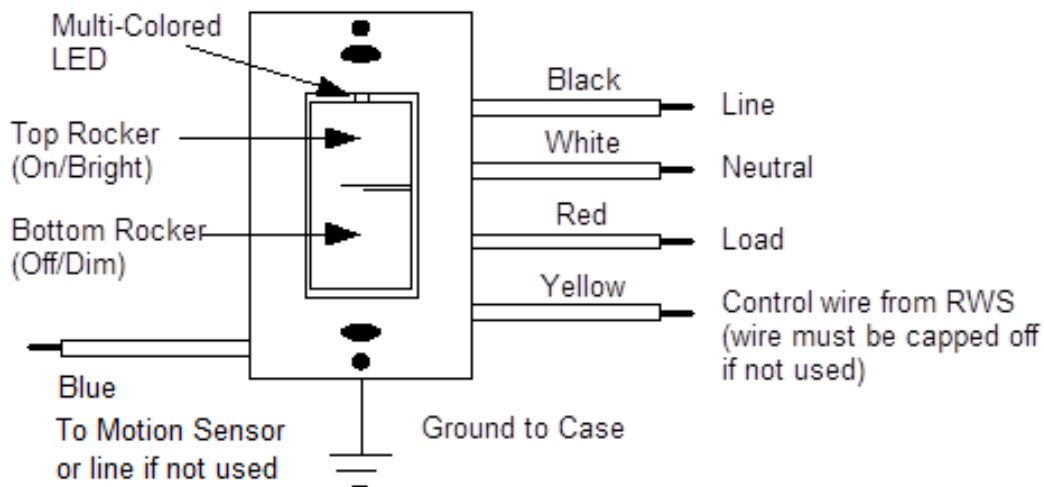 Multi-Colored
LED
Top Rocker
(On/Bright)
Bottom Rocker
(Off/Dim)
Black
Line
White
Neutral
Red
Load
Yellow
Control wire from RWS
(wire must be capped off
if not used)
Blue
To Motion Sensor
or line if not used
Ground to Case